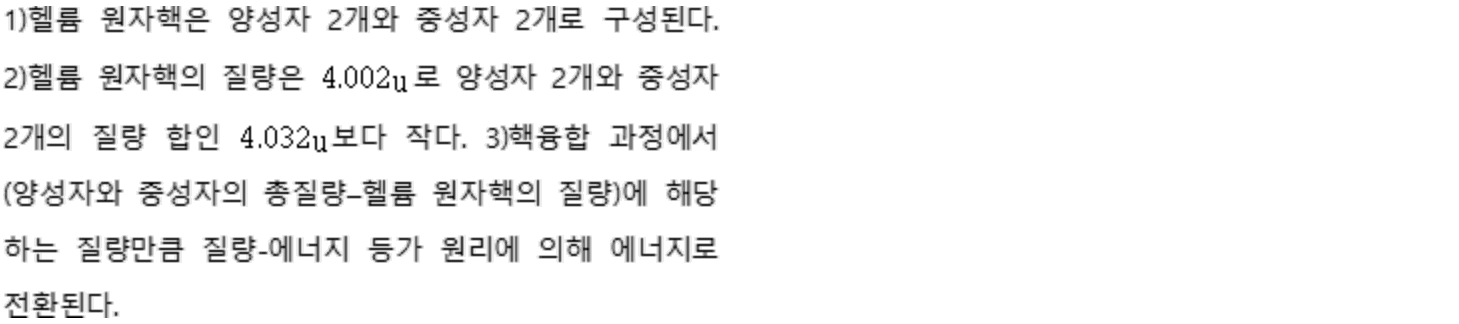 1)헬륨 원자핵은 양성자 2개와 중성자 2개로 구성된다.
2)헬륨 원자핵의 질량은 4.002u로 양성자 2개와 중성자
2개의 질량 합인 4.032u보다 작다. 3)핵융합 과정에서
(양성자와 중성자의 총질량–헬륨 원자핵의 질량)에 해당
하는 질량만큼 질량-에너지 등가 원리에 의해 에너지로
전환된다.